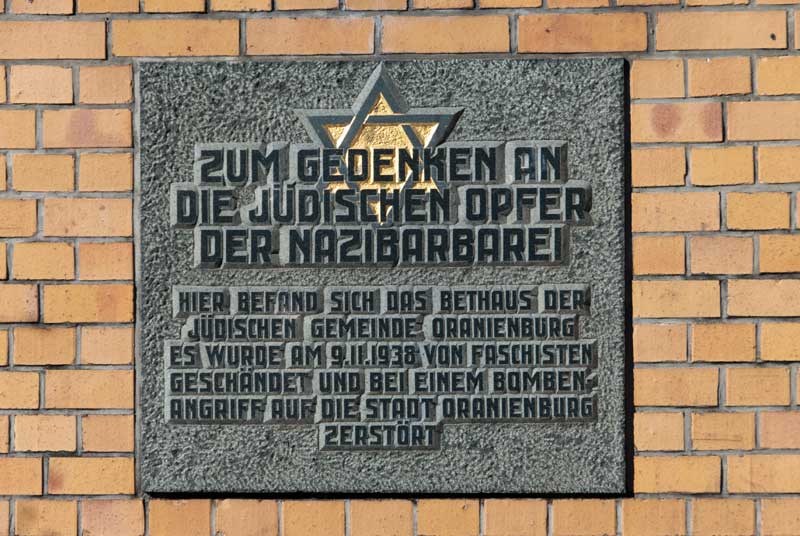 ZUM GEDENKEN AN
DIE JÜDISCHEN OPFER
DER NAZIBARBAREI
HIER BEFAND SICH DAS BETHAUS DER
JÜDISCHEN GEMEINDE ORANIENBURG
ES WURDE AM 9.11.1938 VON FASCHISTEN
GESCHÄNDET UND BEI EINEM BOMBEN-
ANGRIFF AUF DIE STADT ORANIENBURG
ZERSTÖRT